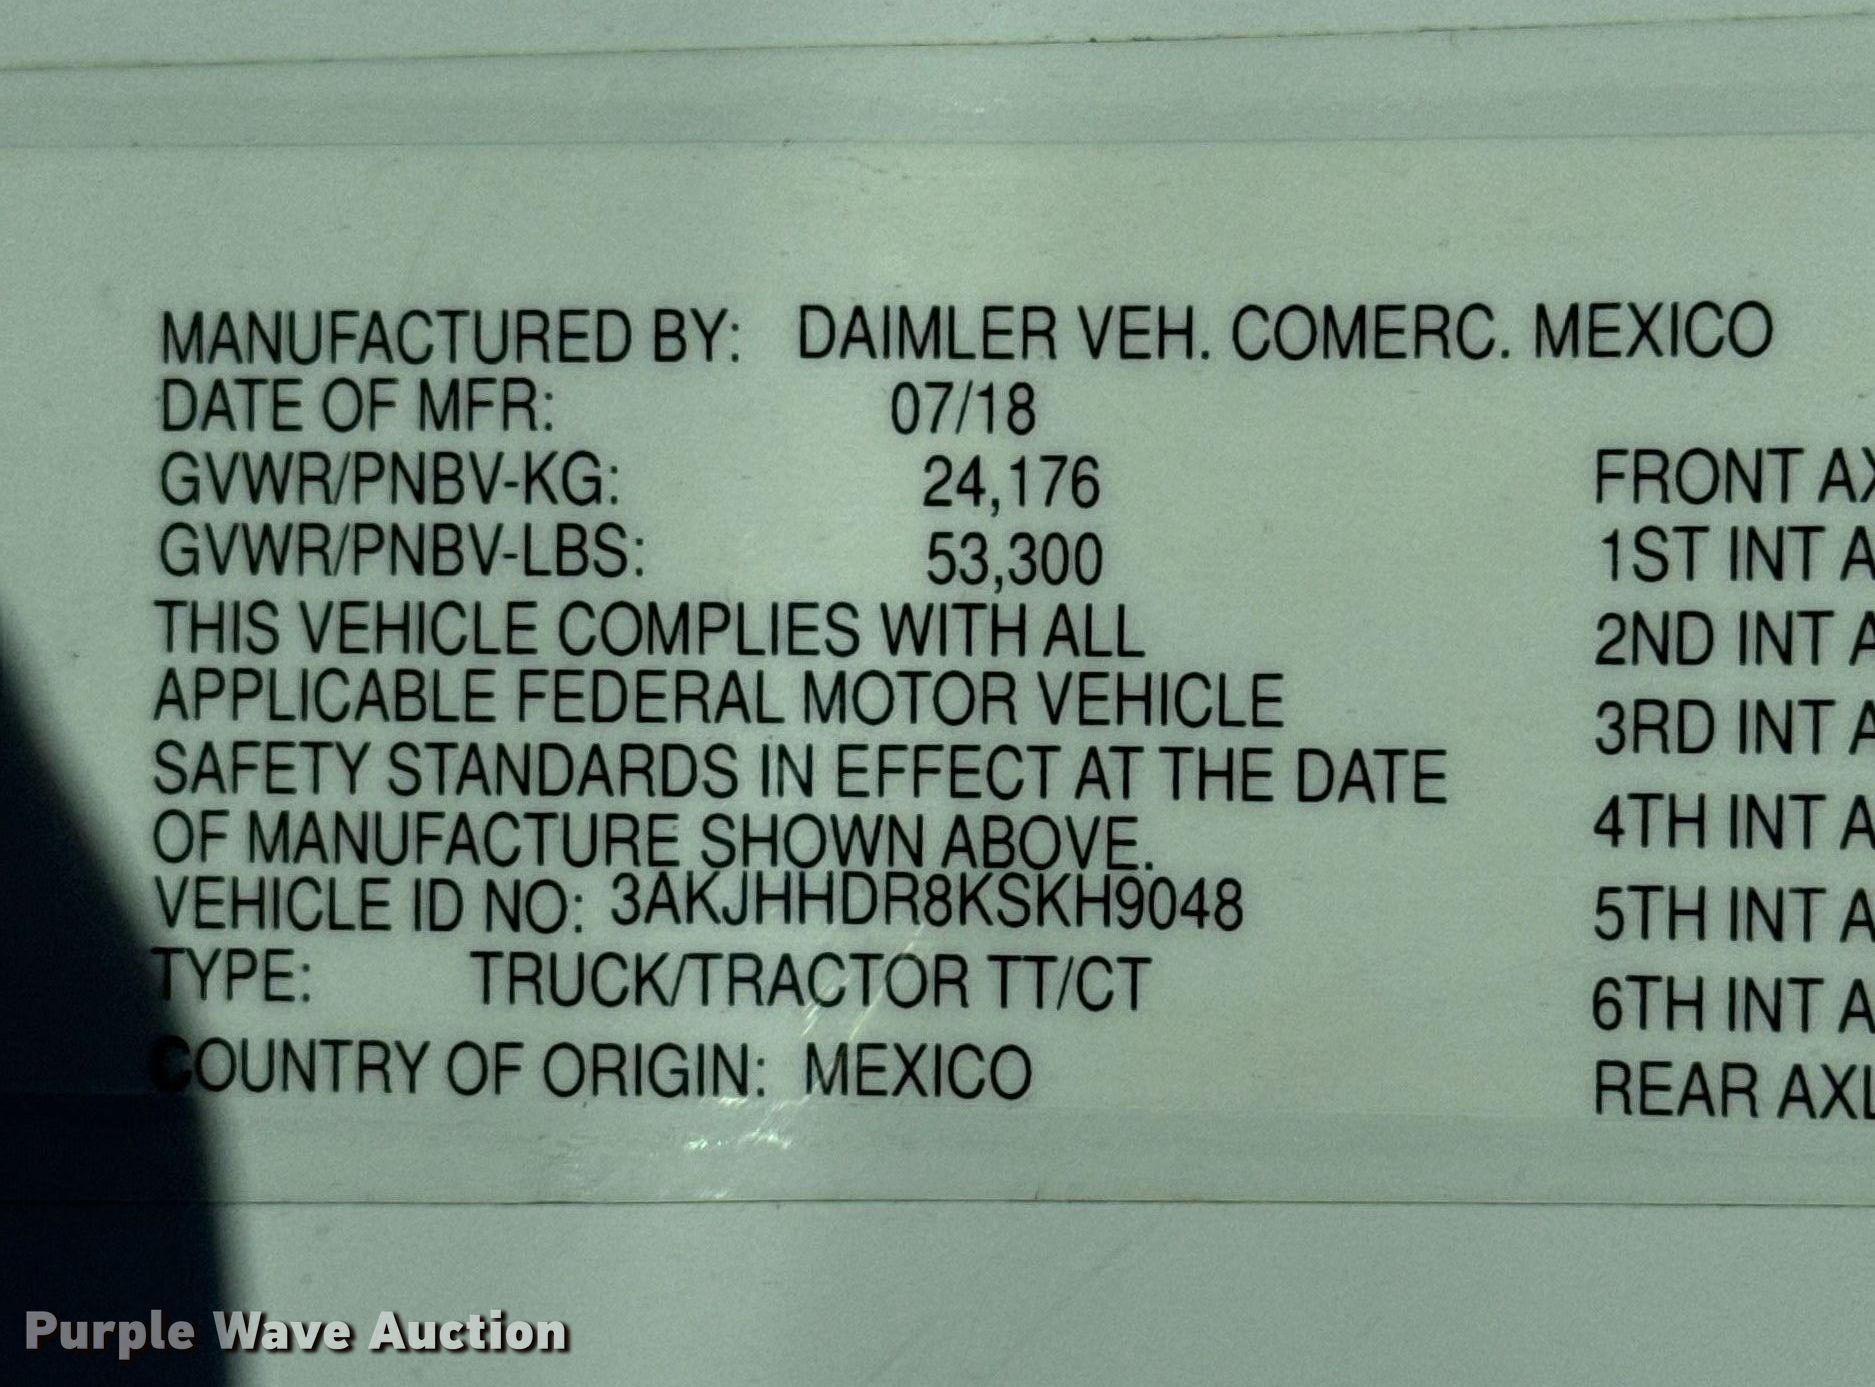 MANUFACTURED BY: DAIMLER VEH. COMERC. MEXICO
DATE OF MFR: 07/18
GVWR/PNBV-KG: 24,176
GVWR/PNBV-LBS: 53,300
THIS VEHICLE COMPLIES WITH ALL
APPLICABLE FEDERAL MOTOR VEHICLE
SAFETY STANDARDS IN EFFECT AT THE DATE
OF MANUFACTURE SHOWN ABOVE.
VEHICLE ID NO: 3AKJHHDR8KSKH9048
TYPE: TRUCK/TRACTOR TT/CT
COUNTRY OF ORIGIN: MEXICO
FRONT
1ST INT
2ND INT
3RD INT
4TH INT
5TH INT
6TH INT
REAR
Purple Wave Auction